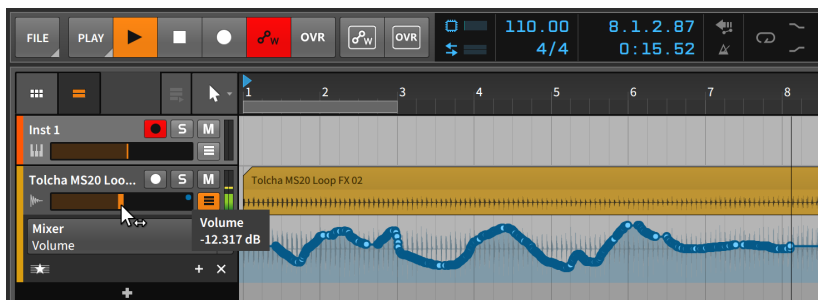 FILE PLAY OVR OVR 110.00 8.1.2.87
4/4 0:15.52
1 2 3 4 5 6 7 8
Inst 1 S M
Tolcha MS20 Loo... S M
Tolcha MS20 Loop FX 02
Volume
-12.317 dB
Mixer
Volume